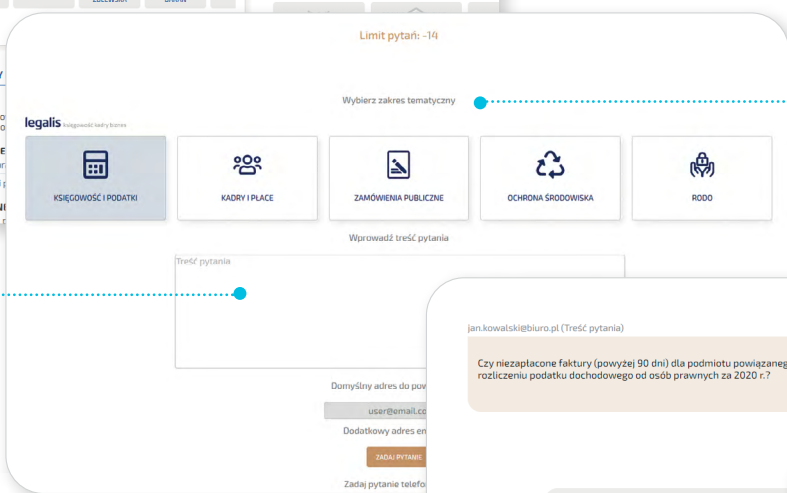 Limit pytań: -14
Wybierz zakres tematyczny
legalis księgowość kadry biznes
KSIĘGOWOŚĆ I PODATKI
KADRY I PŁACE
ZAMÓWIENIA PUBLICZNE
OCHRONA ŚRODOWISKA
RODO
Wprowadź treść pytania
Treść pytania
Domyślny adres do pow
user@email.co
Dodatkowy adres em
ZADAJ PYTANIE
Zadaj pytanie telefo
jan.kowalski@biuro.pl (Treść pytania)
Czy niezapłacone faktury (powyżej 90 dni) dla podmiotu powiązaneg
rozliczeniu podatku dochodowego od osób prawnych za 2020 r.?